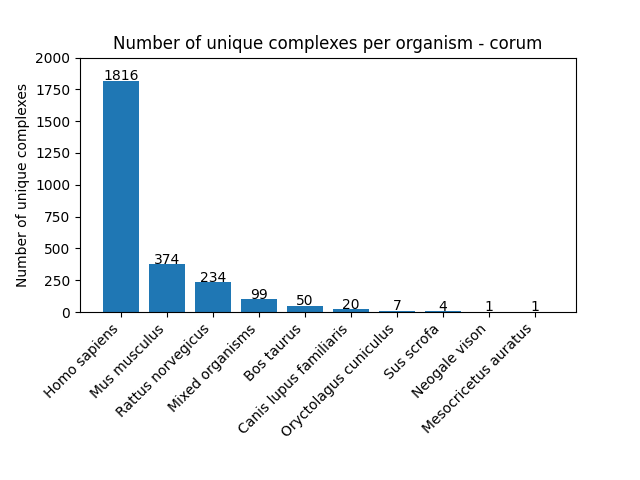 Number of unique complexes per organism - corum
Number of unique complexes
2000
1750
1500
1250
1000
750
500
250
0
1816
374
234
99
50
20
7
4
1
1
Homo sapiens
Mus musculus
Rattus norvegicus
Mixed organisms
Bos taurus
Canis lupus familiaris
Oryctolagus cuniculus
Sus scrofa
Neogale vison
Mesocricetus auratus